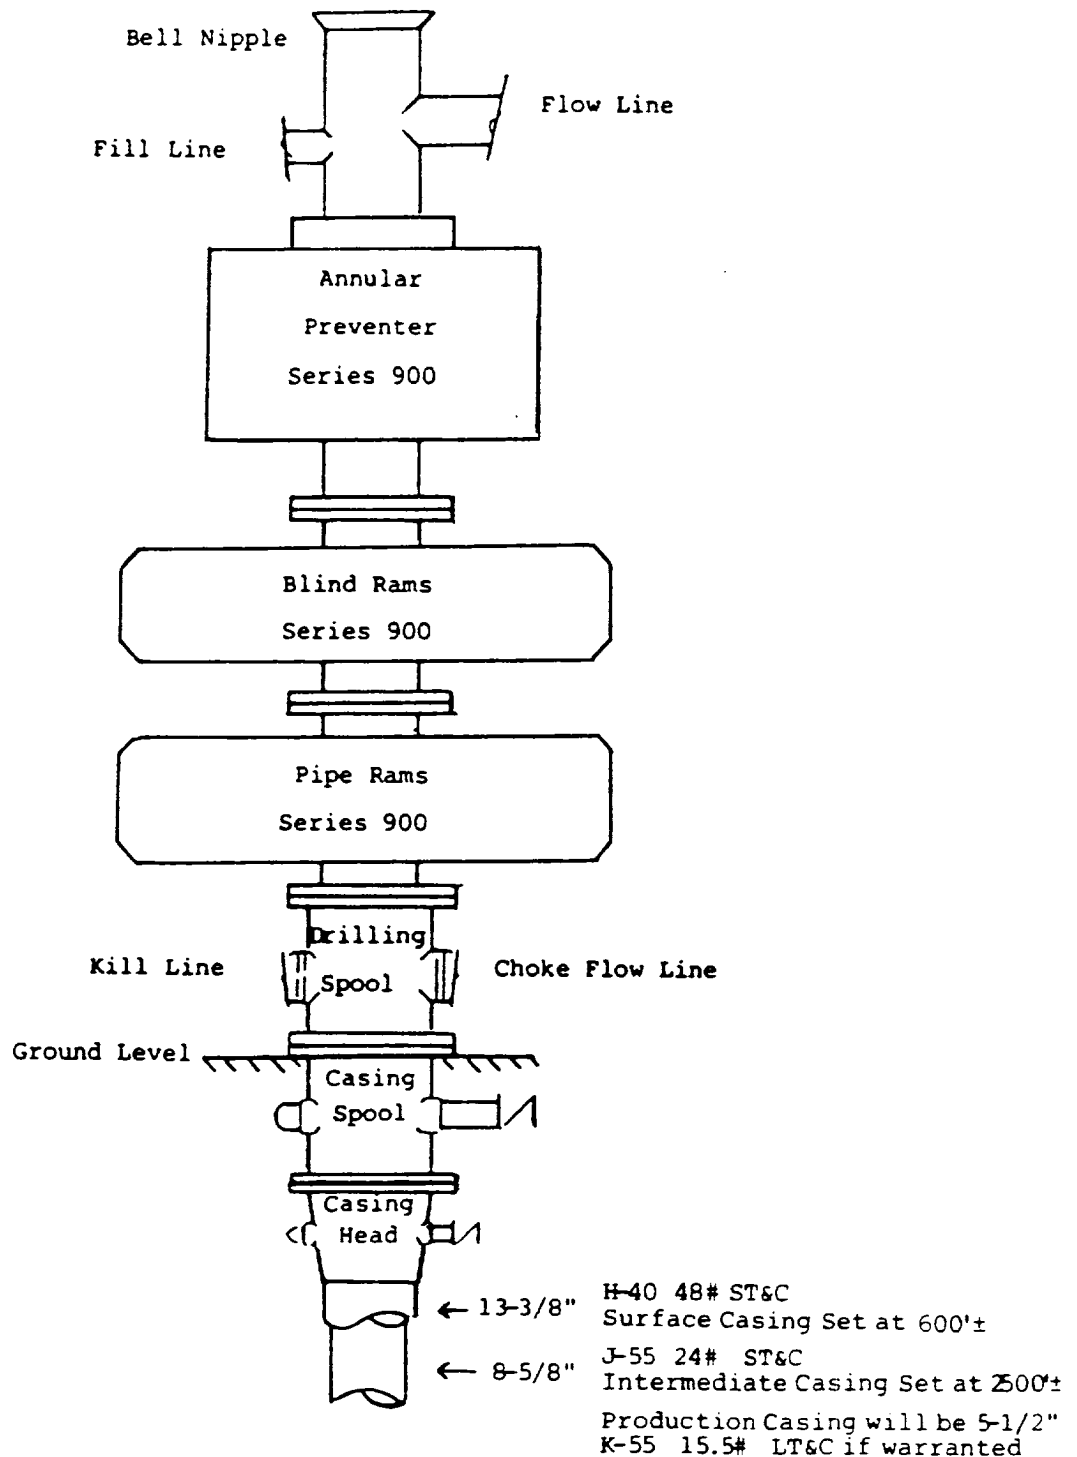 Bell Nipple
Flow Line
Fill Line
Annular
Preventer
Series 900
Blind Rams
Series 900
Pipe Rams
Series 900
Drilling
Kill Line
Spool
Choke Flow Line
Ground Level
Casing
Spool
Casing
Head
13-3/8" H-40 48# ST&C
Surface Casing Set at 600'±
8-5/8" J-55 24# ST&C
Intermediate Casing Set at 2500'±
Production Casing will be 5-1/2"
K-55 15.5# LT&C if warranted